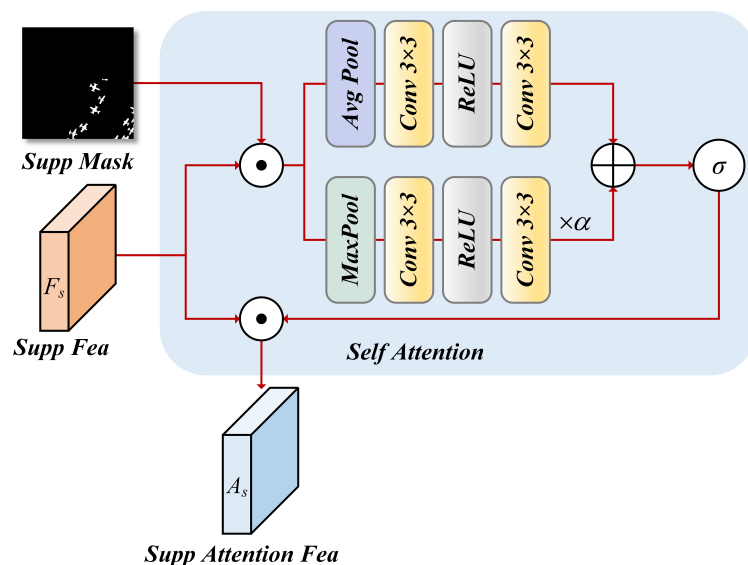 Supp Mask
Avg Pool
Conv 3×3
ReLU
Conv 3×3
σ
MaxPool
Conv 3×3
ReLU
Conv 3×3
×α
F_s
Supp Fea
Self Attention
A_s
Supp Attention Fea